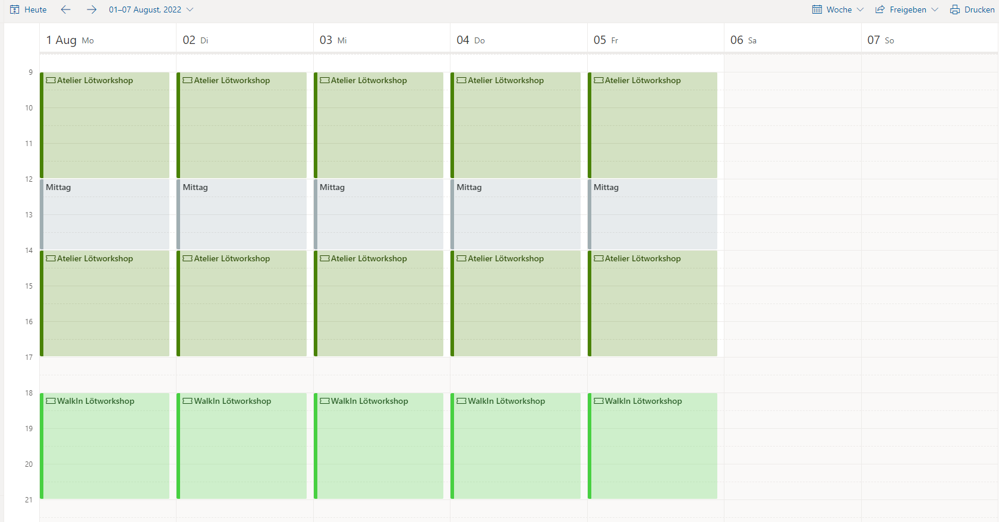 Heute 01–07 August, 2022 Woche Freigeben Drucken
1 Aug Mo 02 Di 03 Mi 04 Do 05 Fr 06 Sa 07 So
9
Atelier Lötworkshop Atelier Lötworkshop Atelier Lötworkshop Atelier Lötworkshop Atelier Lötworkshop
10
11
12
Mittag Mittag Mittag Mittag Mittag
13
14
Atelier Lötworkshop Atelier Lötworkshop Atelier Lötworkshop Atelier Lötworkshop Atelier Lötworkshop
15
16
17
18
WalkIn Lötworkshop WalkIn Lötworkshop WalkIn Lötworkshop WalkIn Lötworkshop WalkIn Lötworkshop
19
20
21